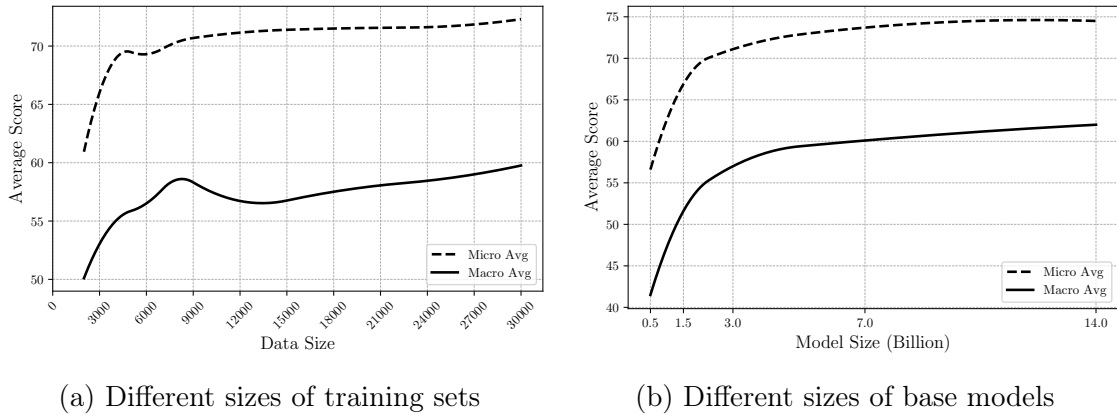 70
65
60
55
50
Average Score
0
3000
6000
9000
12000
15000
18000
21000
24000
27000
30000
Data Size
Micro Avg
Macro Avg
(a) Different sizes of training sets
75
70
65
60
55
50
45
40
Average Score
0.5
1.5
3.0
7.0
14.0
Model Size (Billion)
Micro Avg
Macro Avg
(b) Different sizes of base models